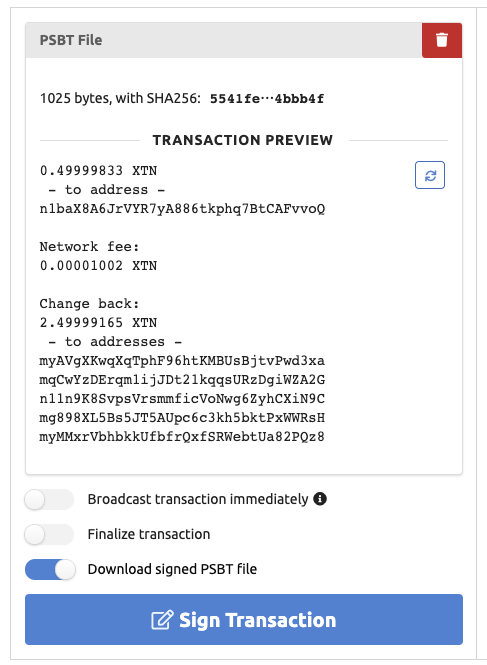 PSBT File
1025 bytes, with SHA256: 5541fe⋯4bbb4f
TRANSACTION PREVIEW
0.49999833 XTN
- to address -
n1baX8A6JrVYR7yA886tkphq7BtCAFvvoQ
Network fee:
0.00001002 XTN
Change back:
2.49999165 XTN
- to addresses -
myAVgXKwqXqTphF96htKMBUsBjtvPwd3xa
mqCwYzDErqm1ijJDt21kqqsURzDgiWZA2G
n11n9K8SvpsVrsmmficVoNwg6ZyhCXiN9C
mg898XL5Bs5JT5AUpc6c3kh5bktPxWWRsH
myMMxrVbhbkkUfbfrQxfSRWebtUa82PQz8
Broadcast transaction immediately
Finalize transaction
Download signed PSBT file
Sign Transaction